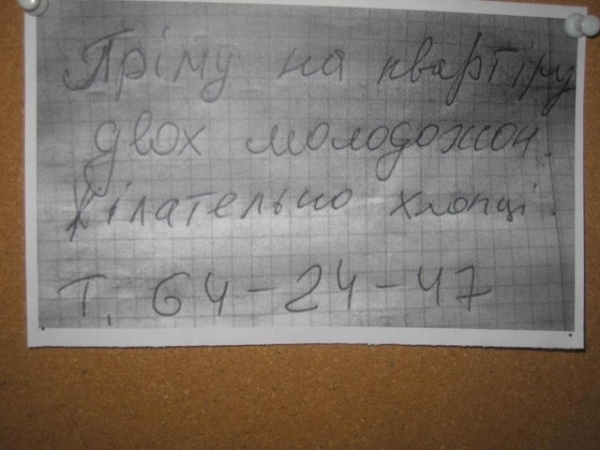 Пріму на квартіру
двох молодожон.
Жілательно хлопці.
Т. 64-24-47